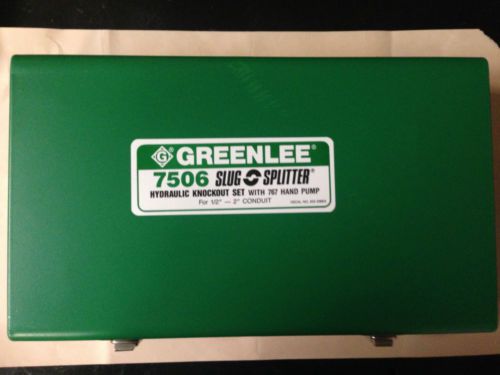 G GREENLEE®
7506 SLUG SPLITTER®
HYDRAULIC KNOCKOUT SET WITH 767 HAND PUMP
For 1/2" — 2" CONDUIT